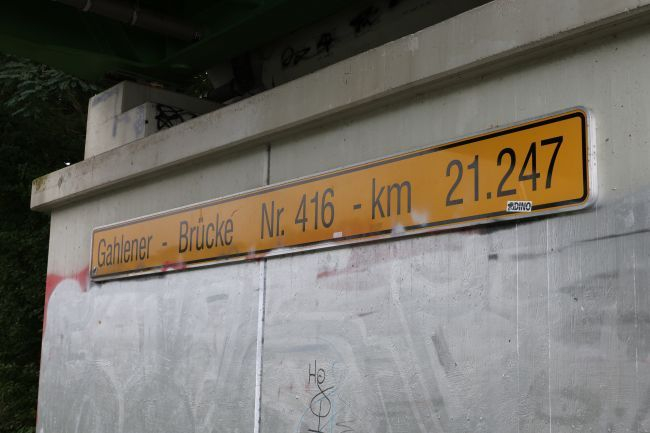 Gahlener - Brücke Nr. 416 - km 21.247
DINO